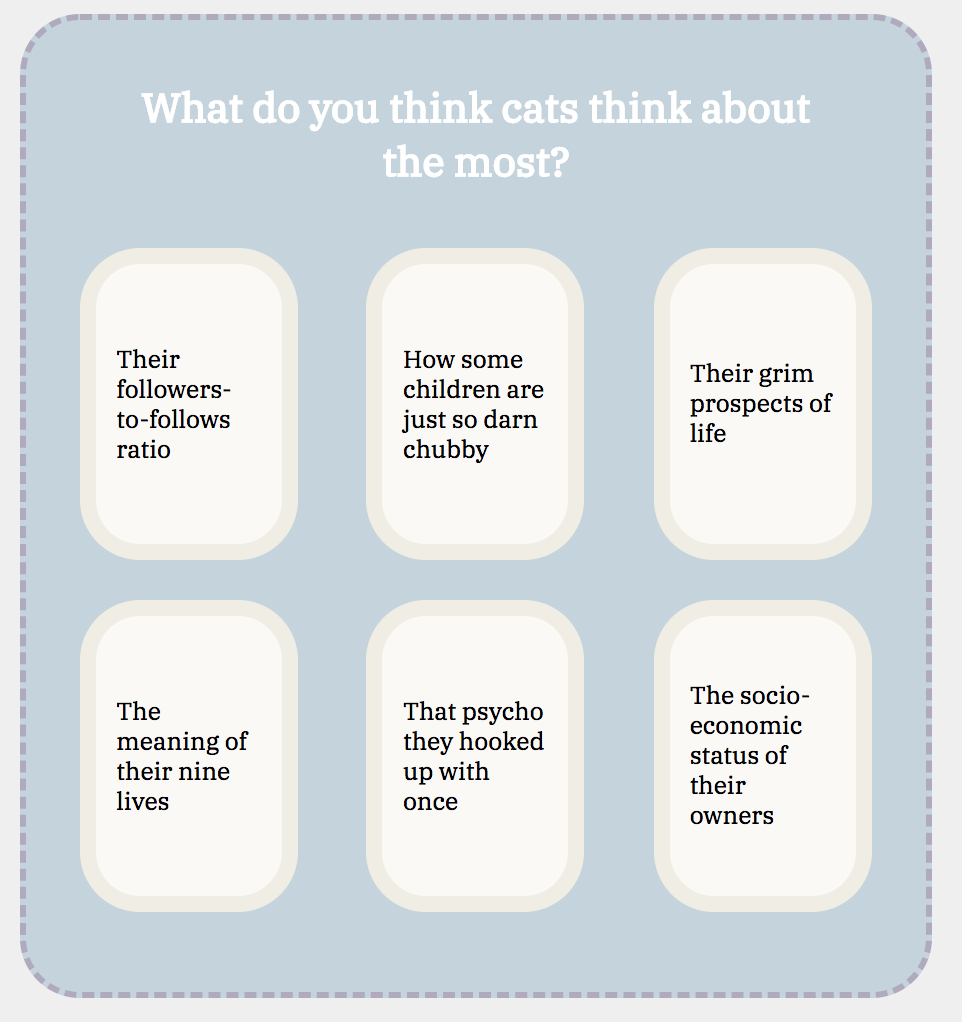 What do you think cats think about
the most?
Their
followers-
to-follows
ratio
How some
children are
just so darn
chubby
Their grim
prospects of
life
The
meaning of
their nine
lives
That psycho
they hooked
up with
once
The socio-
economic
status of
their
owners